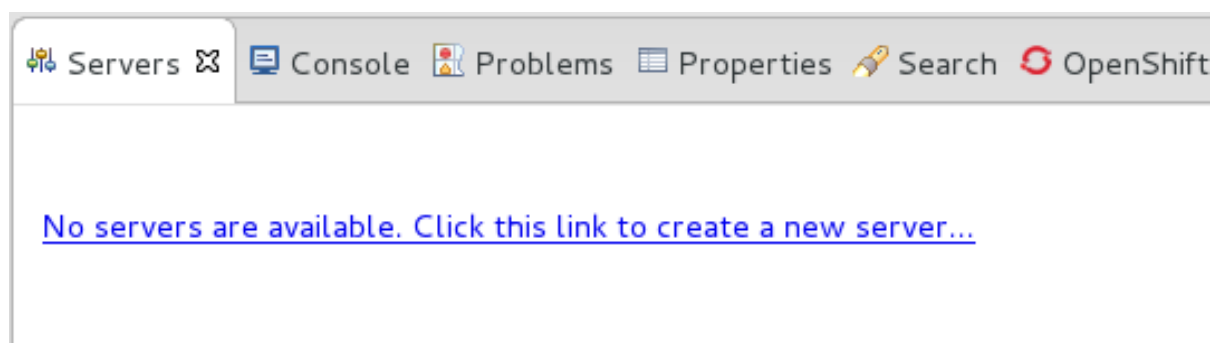 Servers Console Problems Properties Search OpenShift
No servers are available. Click this link to create a new server...